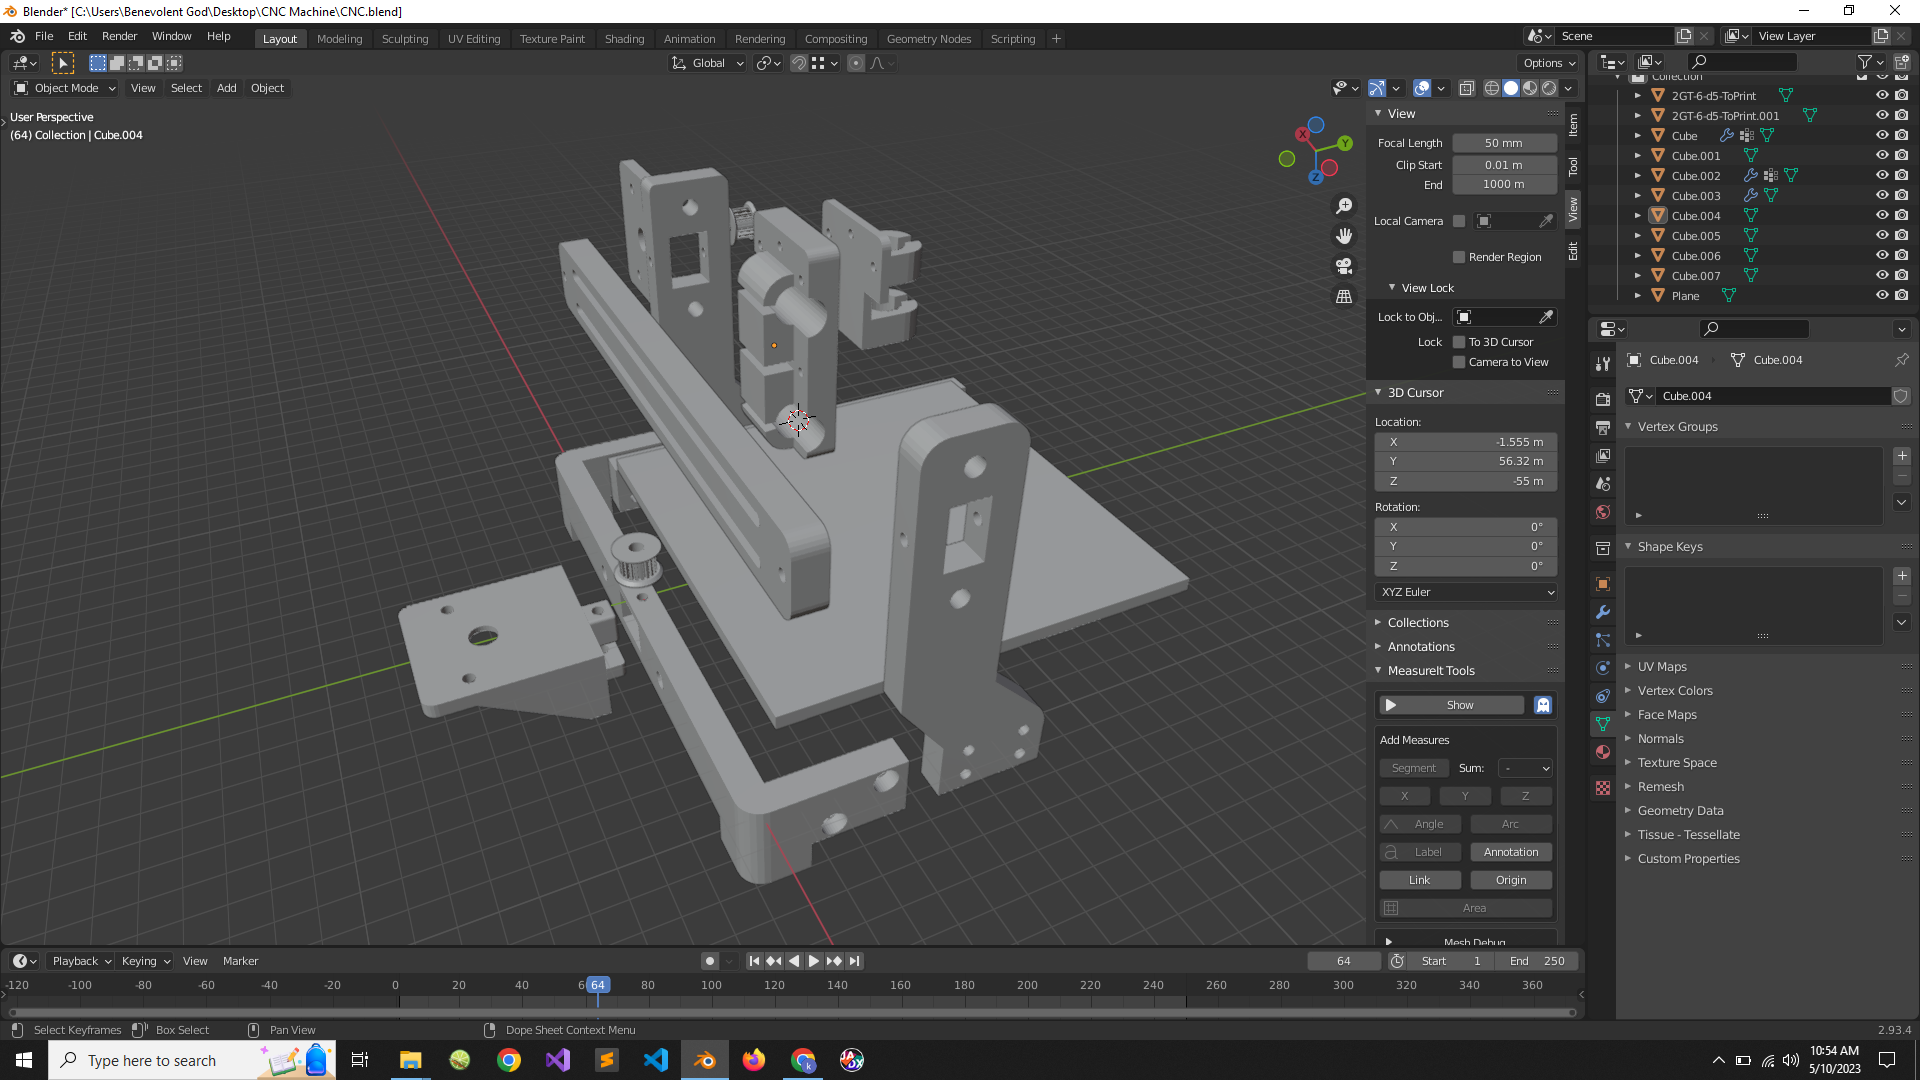 Blender* [C:\Users\Benevolent God\Desktop\CNC Machine\CNC.blend]
File Edit Render Window Help Layout Modeling Sculpting UV Editing Texture Paint Shading Animation Rendering Compositing Geometry Nodes Scripting + Scene View Layer
Global Options
Object Mode View Select Add Object
User Perspective
(64) Collection | Cube.004
X Y Z
View
Focal Length 50 mm
Clip Start 0.01 m
End 1000 m
Local Camera
Render Region
View Lock
Lock to Obj...
Lock To 3D Cursor
Camera to View
3D Cursor
Location:
X -1.555 m
Y 56.32 m
Z -55 m
Rotation:
X 0°
Y 0°
Z 0°
XYZ Euler
Collections
Annotations
MeasureIt Tools
Show
Add Measures
Segment Sum: -
X Y Z
Angle Arc
Label Annotation
Link Origin
Area
Mesh Debug
Item
Tool
View
Edit
Collection
2GT-6-d5-ToPrint
2GT-6-d5-ToPrint.001
Cube
Cube.001
Cube.002
Cube.003
Cube.004
Cube.005
Cube.006
Cube.007
Plane
Cube.004 Cube.004
Cube.004
Vertex Groups
Shape Keys
UV Maps
Vertex Colors
Face Maps
Normals
Texture Space
Remesh
Geometry Data
Tissue - Tessellate
Custom Properties
Playback Keying View Marker 64 Start 1 End 250
-120 -100 -80 -60 -40 -20 0 20 40 6 64 80 100 120 140 160 180 200 220 240 260 280 300 320 340 360
Select Keyframes Box Select Pan View Dope Sheet Context Menu 2.93.4
Type here to search
10:54 AM
5/10/2023